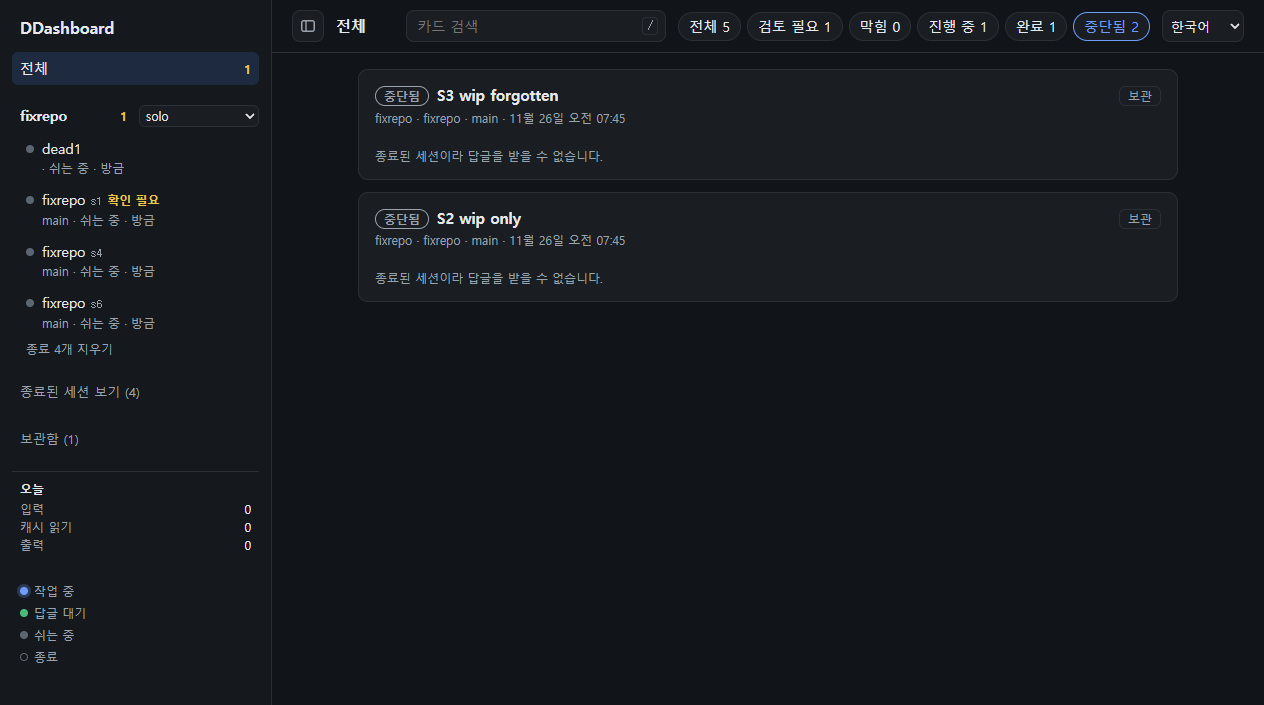 DDashboard
전체 1
fixrepo 1 solo
dead1
· 쉬는 중 · 방금
fixrepo s1 확인 필요
main · 쉬는 중 · 방금
fixrepo s4
main · 쉬는 중 · 방금
fixrepo s6
main · 쉬는 중 · 방금
종료 4개 지우기
종료된 세션 보기 (4)
보관함 (1)
오늘
입력 0
캐시 읽기 0
출력 0
작업 중
답글 대기
쉬는 중
종료
전체 카드 검색 / 전체 5 검토 필요 1 막힘 0 진행 중 1 완료 1 중단됨 2 한국어
중단됨 S3 wip forgotten 보관
fixrepo · fixrepo · main · 11월 26일 오전 07:45
종료된 세션이라 답글을 받을 수 없습니다.
중단됨 S2 wip only 보관
fixrepo · fixrepo · main · 11월 26일 오전 07:45
종료된 세션이라 답글을 받을 수 없습니다.